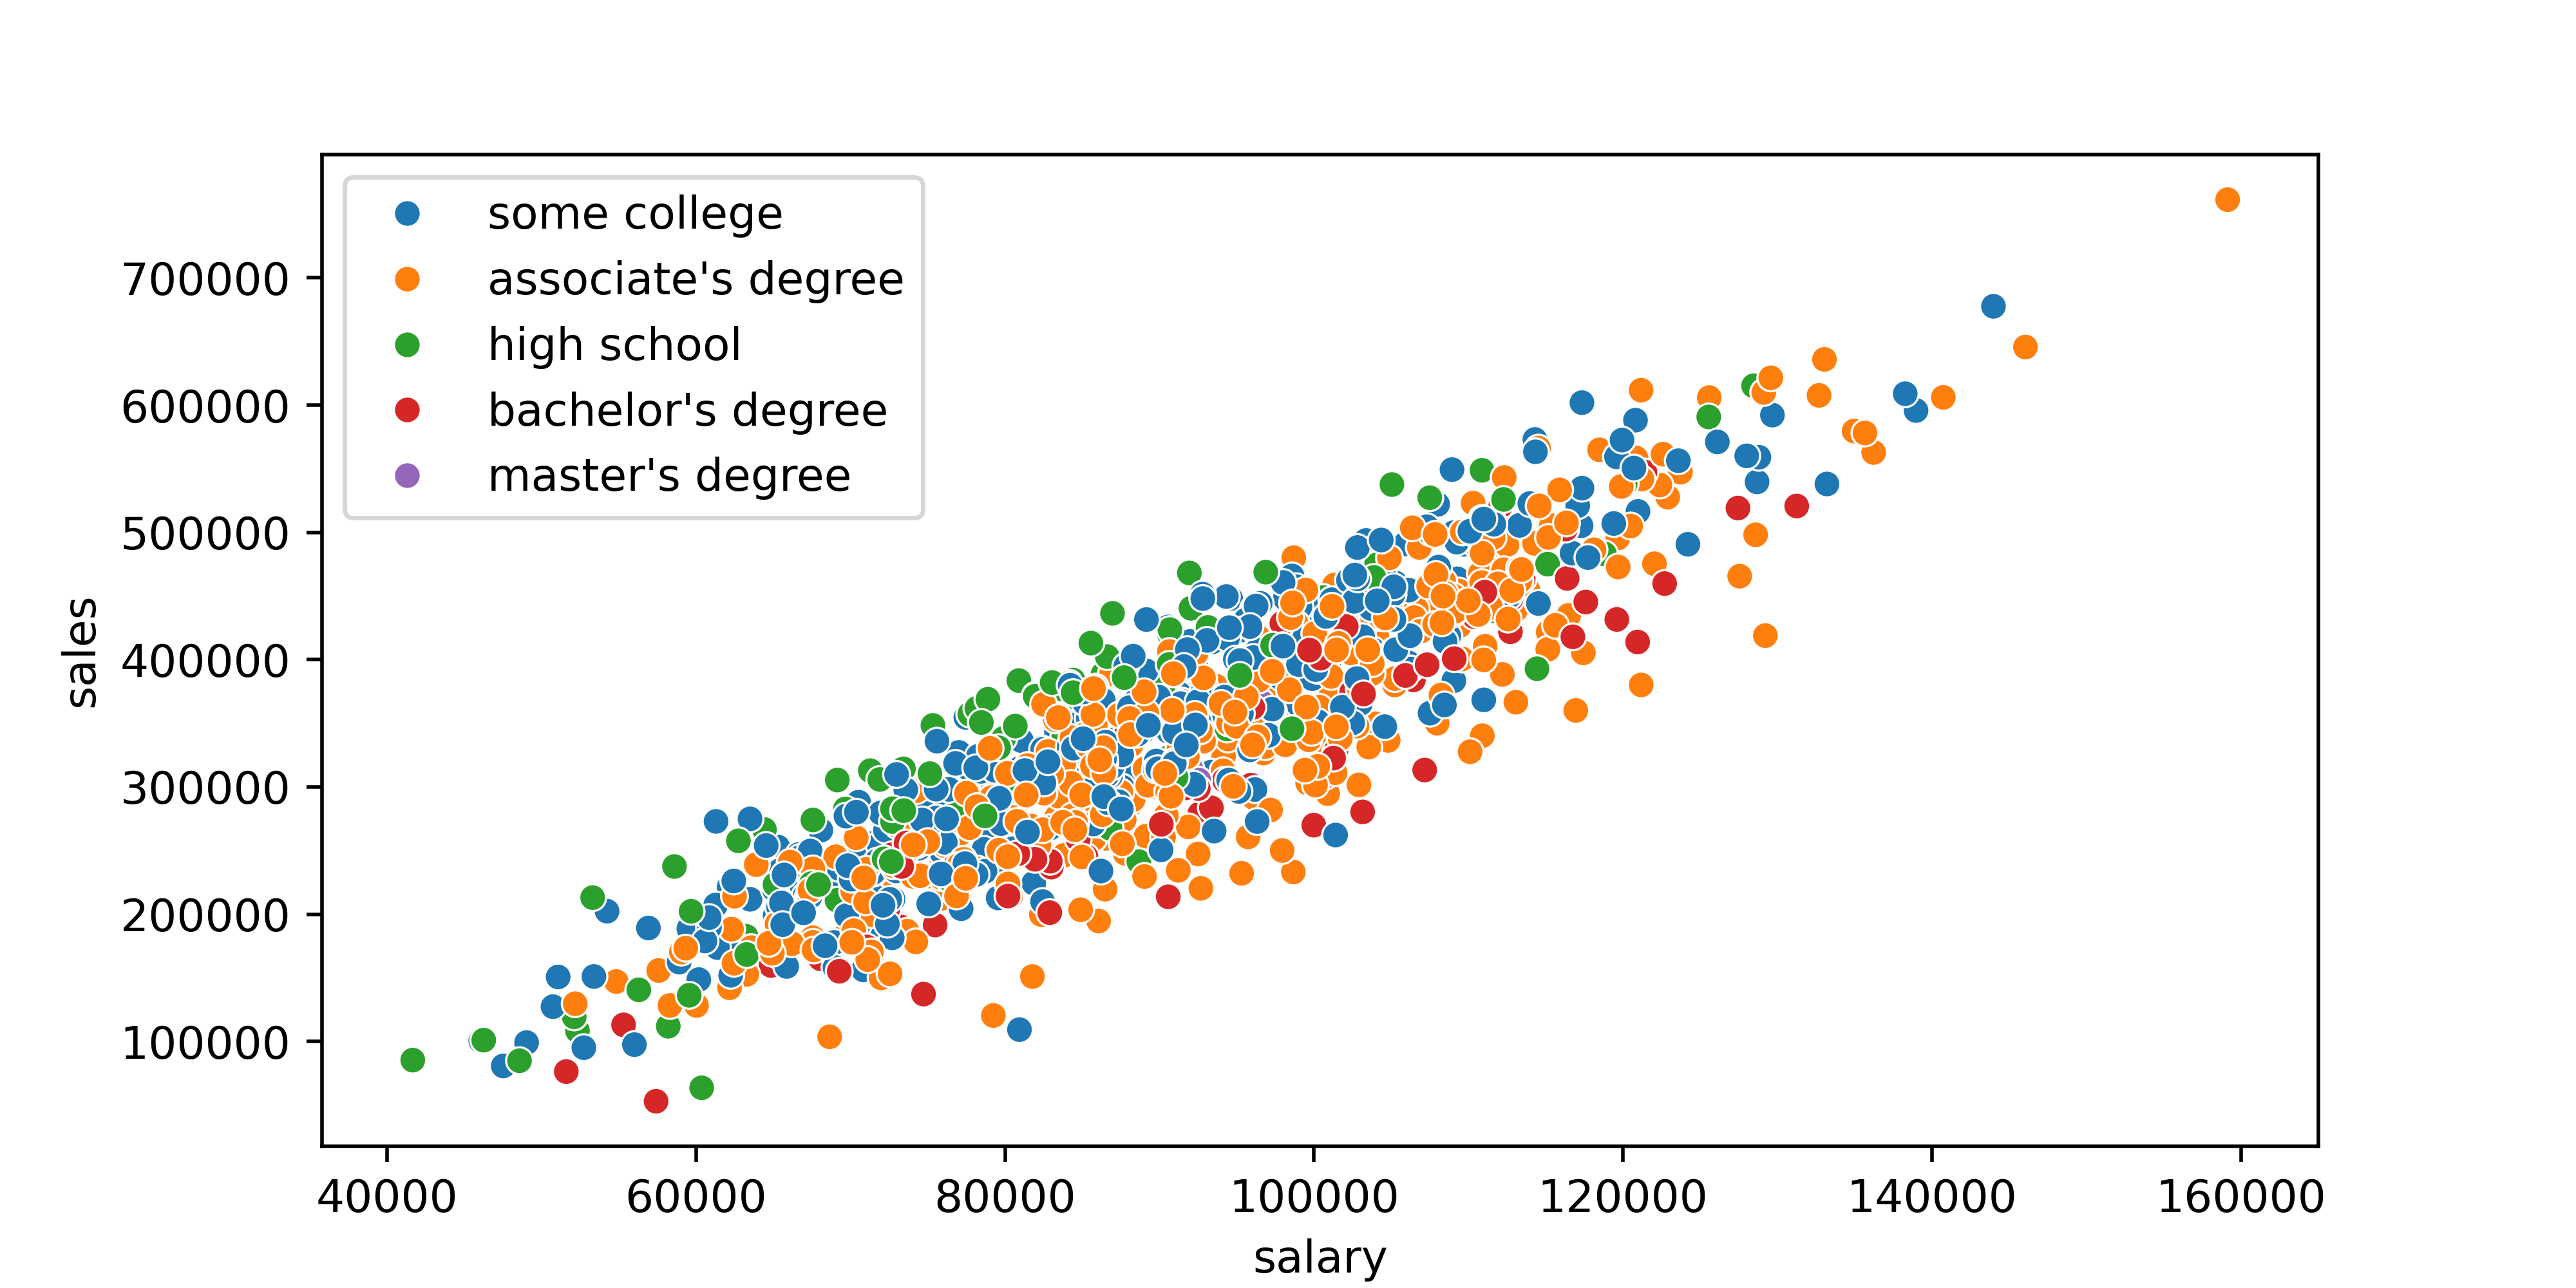 some college
associate's degree
high school
bachelor's degree
master's degree
700000
600000
500000
400000
300000
200000
100000
sales
40000 60000 80000 100000 120000 140000 160000
salary